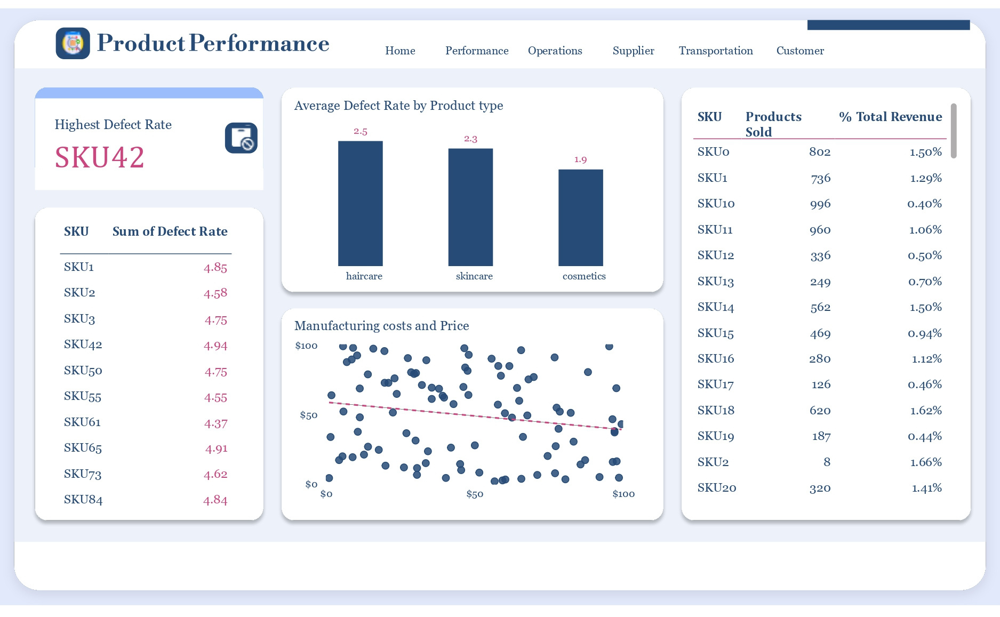 Product Performance
Home Performance Operations Supplier Transportation Customer
Highest Defect Rate
SKU42
SKU Sum of Defect Rate
SKU1 4.85
SKU2 4.58
SKU3 4.75
SKU42 4.94
SKU50 4.75
SKU55 4.55
SKU61 4.37
SKU65 4.91
SKU73 4.62
SKU84 4.84
Average Defect Rate by Product type
2.5
2.3
1.9
haircare skincare cosmetics
Manufacturing costs and Price
$100
$50
$0
$0 $50 $100
SKU Products Sold % Total Revenue
SKU0 802 1.50%
SKU1 736 1.29%
SKU10 996 0.40%
SKU11 960 1.06%
SKU12 336 0.50%
SKU13 249 0.70%
SKU14 562 1.50%
SKU15 469 0.94%
SKU16 280 1.12%
SKU17 126 0.46%
SKU18 620 1.62%
SKU19 187 0.44%
SKU2 8 1.66%
SKU20 320 1.41%